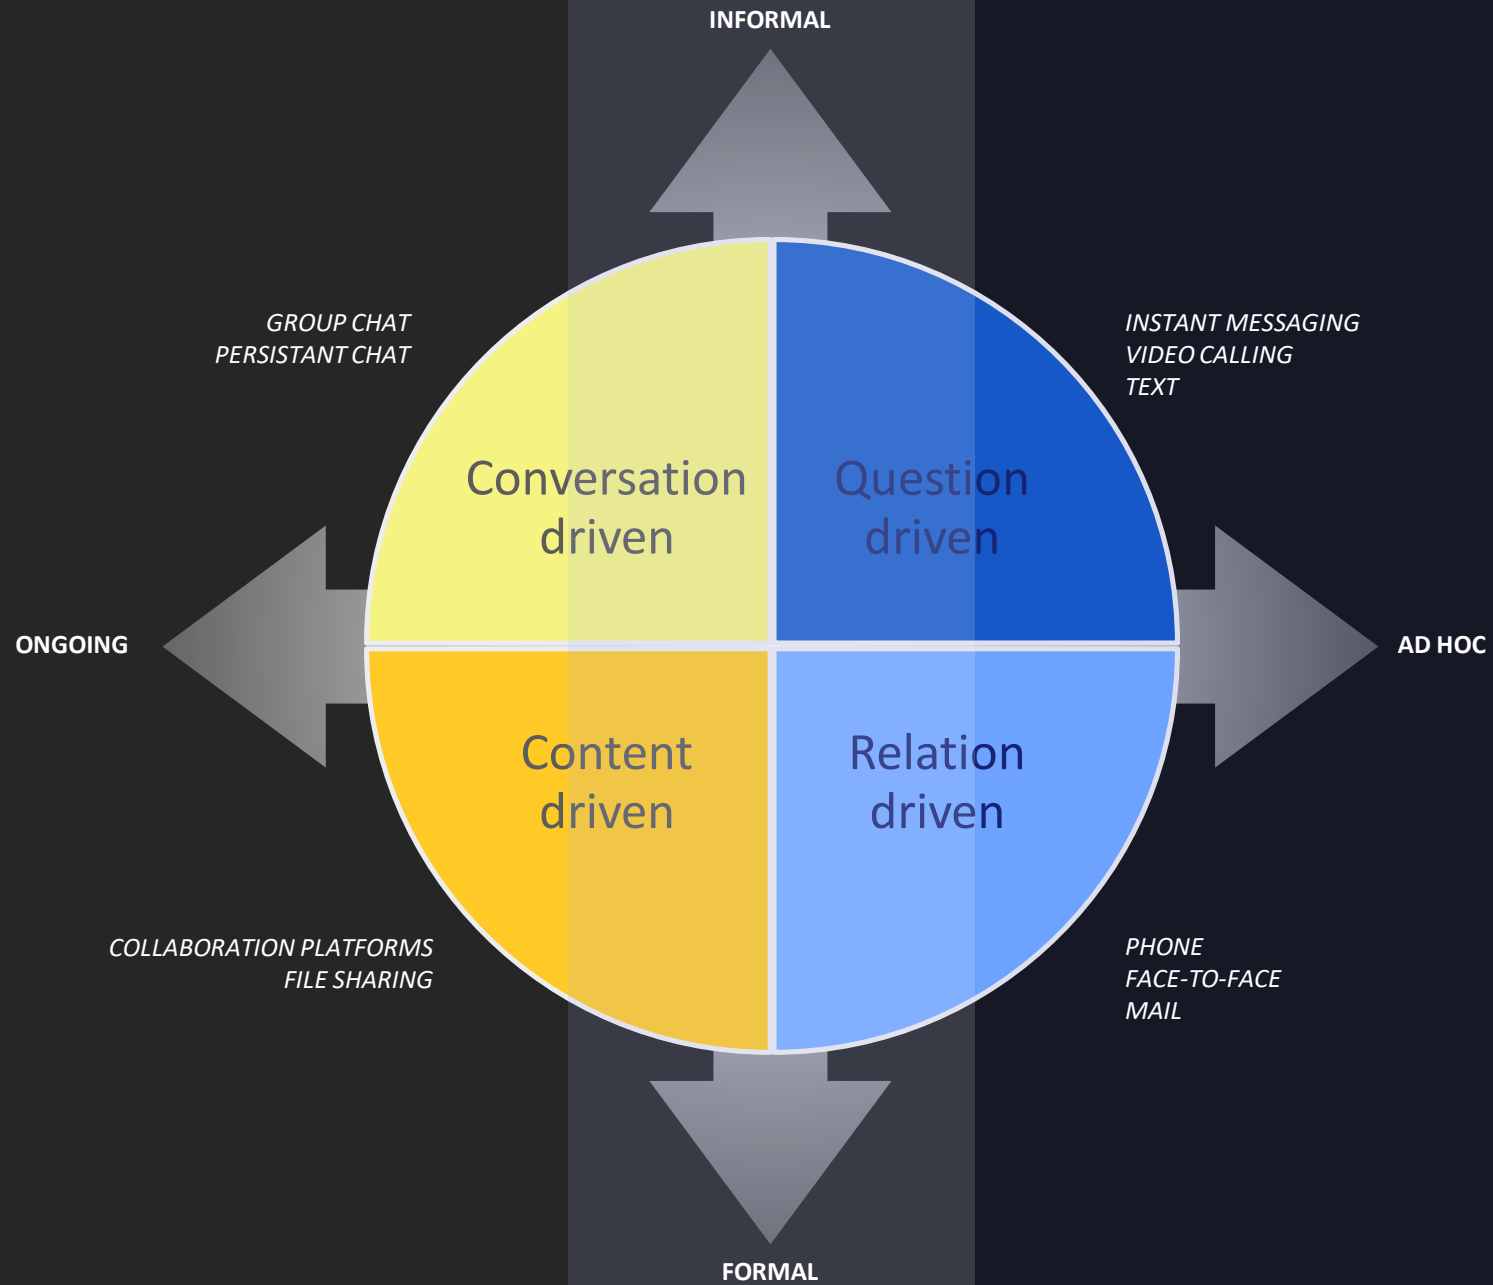 INFORMAL
GROUP CHAT
PERSISTANT CHAT
INSTANT MESSAGING
VIDEO CALLING
TEXT
Conversation
driven
Question
driven
ONGOING
AD HOC
Content
driven
Relation
driven
COLLABORATION PLATFORMS
FILE SHARING
PHONE
FACE-TO-FACE
MAIL
FORMAL